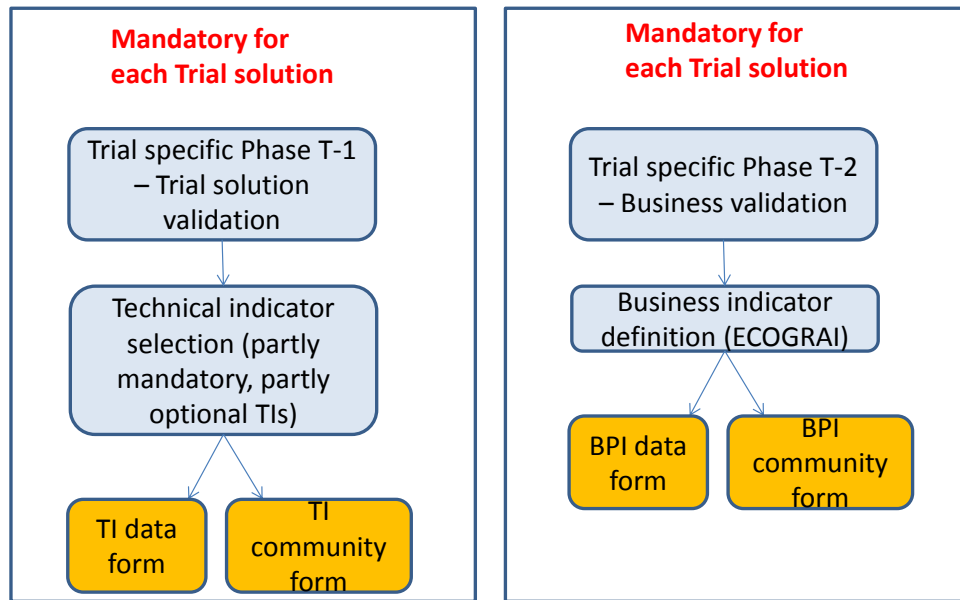 Mandatory for
each Trial solution
Trial specific Phase T-1
– Trial solution
validation
Technical indicator
selection (partly
mandatory, partly
optional TIs)
TI data
form
TI
community
form
Mandatory for
each Trial solution
Trial specific Phase T-2
– Business validation
Business indicator
definition (ECOGRAI)
BPI data
form
BPI
community
form